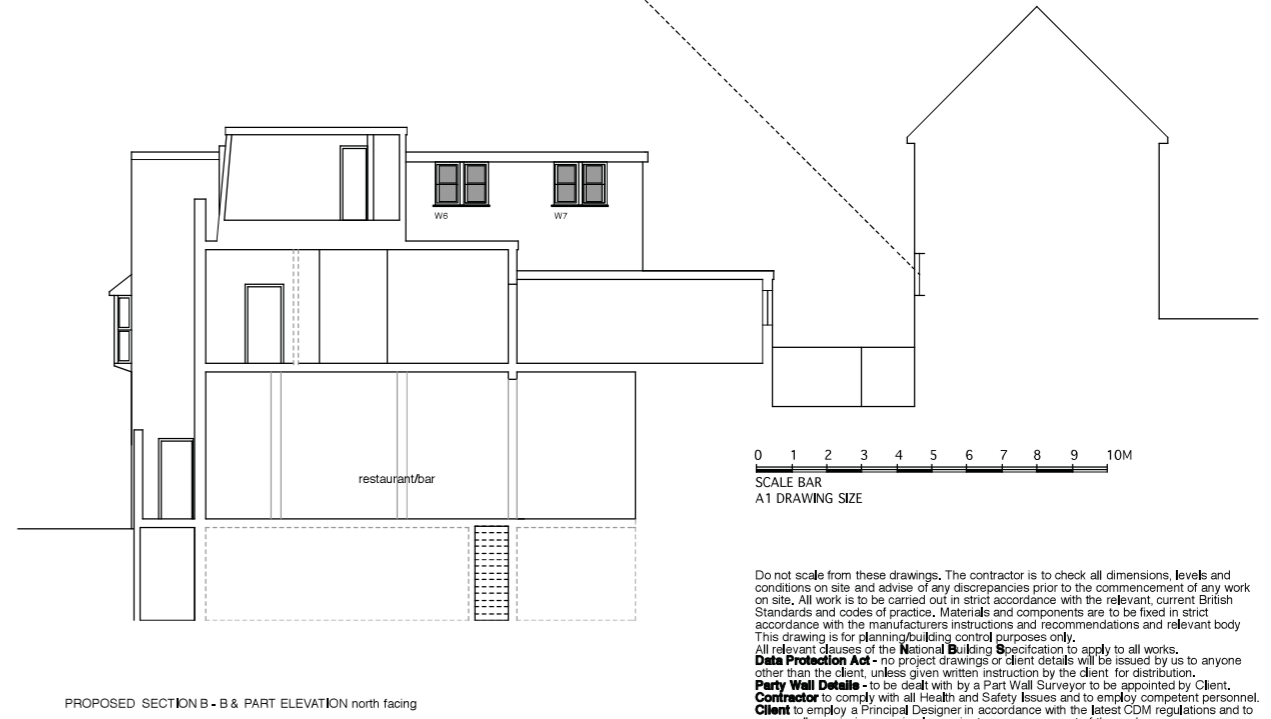 W6
W7
restaurant/bar
0 1 2 3 4 5 6 7 8 9 10M
SCALE BAR
A1 DRAWING SIZE
Do not scale from these drawings. The contractor is to check all dimensions, levels and
conditions on site and advise of any discrepancies prior to the commencement of any work
on site. All work is to be carried out in strict accordance with the relevant, current British
Standards and codes of practice. Materials and components are to be fixed in strict
accordance with the manufacturers instructions and recommendations and relevant body
This drawing is for planning/building control purposes only.
All relevant clauses of the National Building Specifcation to apply to all works.
Data Protection Act - no project drawings or client details will be issued by us to anyone
other than the client, unless given written instruction by the client for distribution.
Party Wall Details - to be dealt with by a Part Wall Surveyor to be appointed by Client.
Contractor to comply with all Health and Safety Issues and to employ competent personnel.
Client to employ a Principal Designer in accordance with the latest CDM regulations and to
PROPOSED SECTION B - B & PART ELEVATION north facing